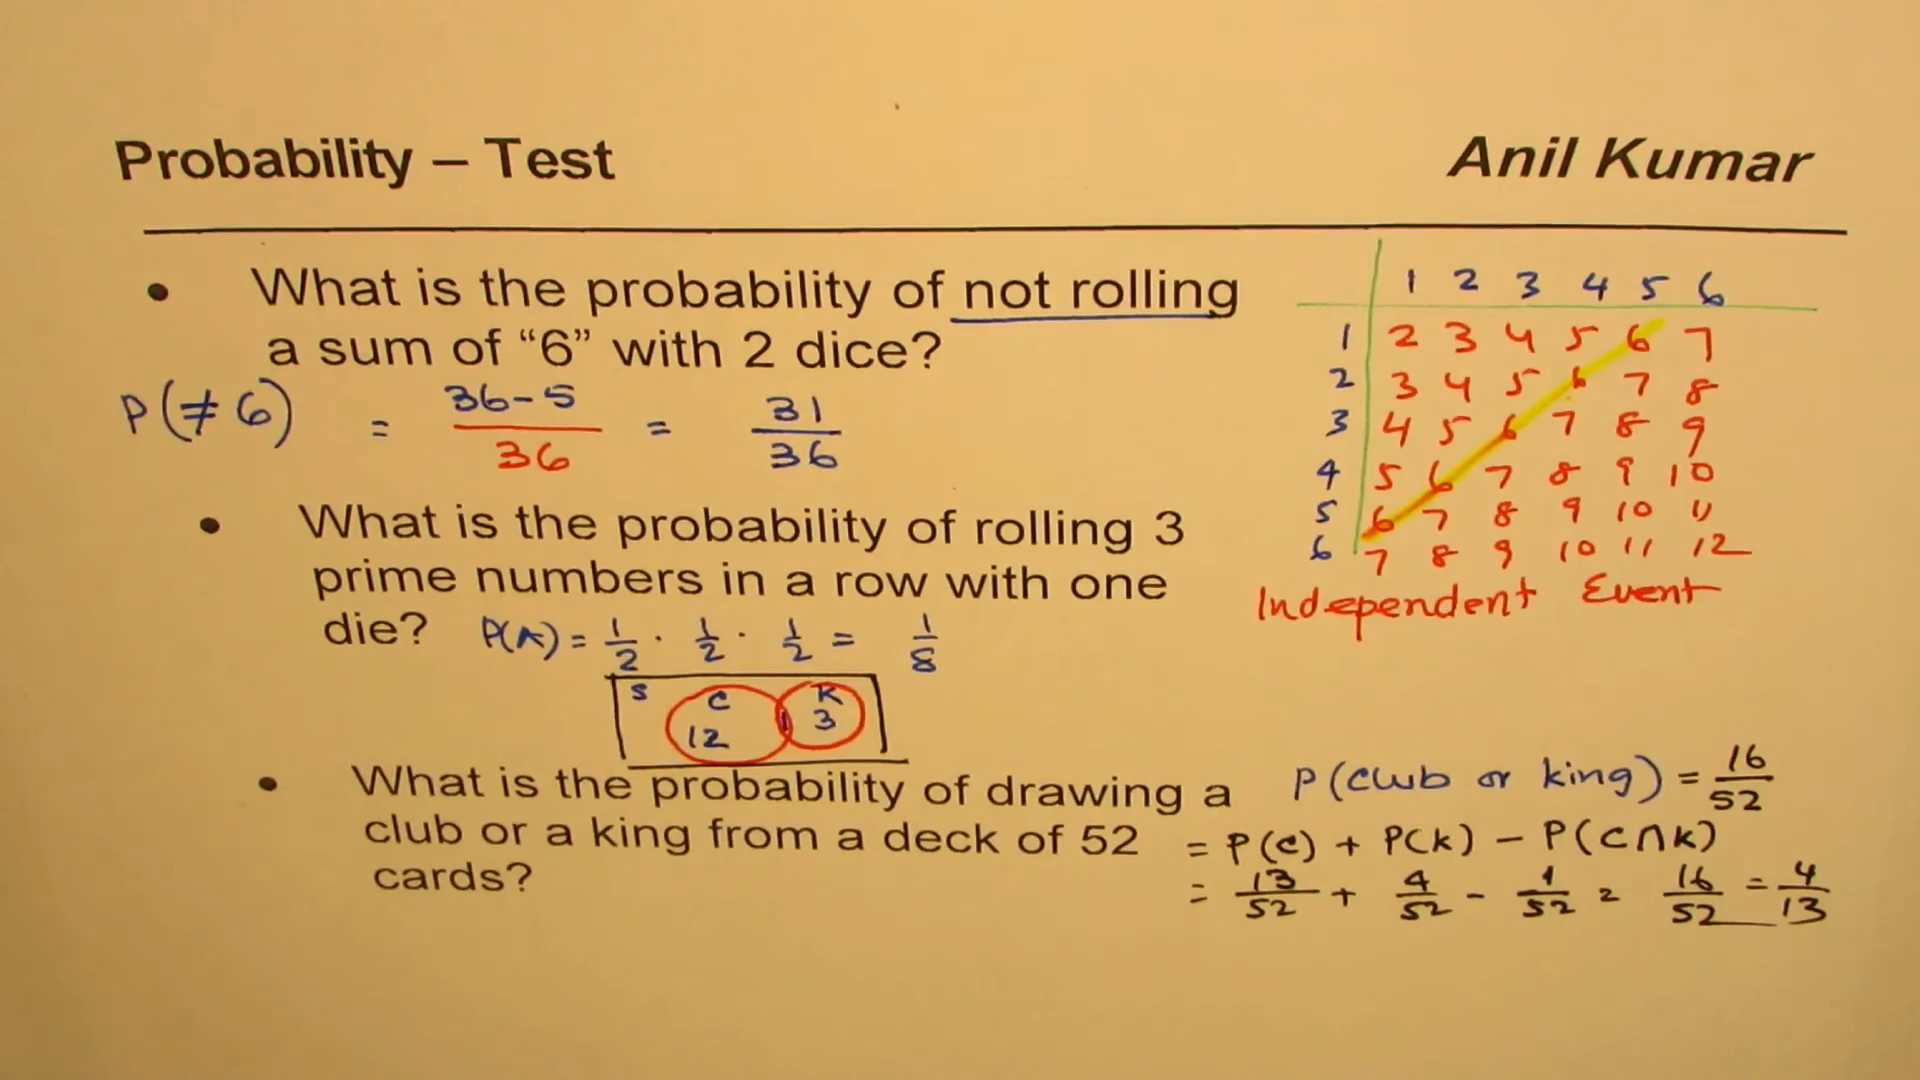 Probability – Test
Anil Kumar
• What is the probability of not rolling
a sum of “6” with 2 dice?
P(≠6) = 36-5/36 = 31/36
1 2 3 4 5 6
1 2 3 4 5 6 7
2 3 4 5 6 7 8
3 4 5 6 7 8 9
4 5 6 7 8 9 10
5 6 7 8 9 10 11
6 7 8 9 10 11 12
Independent Event
• What is the probability of rolling 3
prime numbers in a row with one
die?
P(A) = 1/2 · 1/2 · 1/2 = 1/8
S C K
12 1 3
• What is the probability of drawing a
club or a king from a deck of 52
cards?
P(club or king) = 16/52
= P(C) + P(K) – P(C∩K)
= 13/52 + 4/52 - 1/52 = 16/52 = 4/13